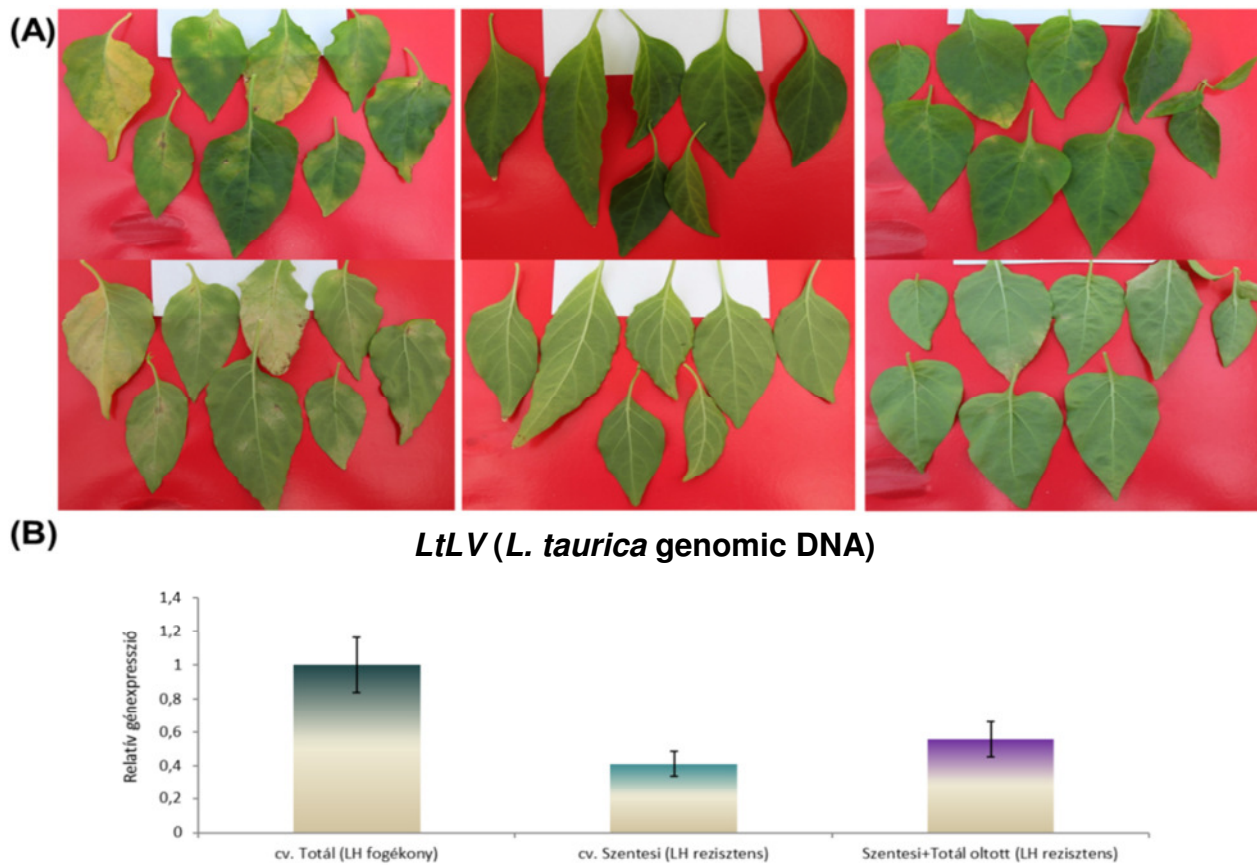 (A)
(B)
LtLV (L. taurica genomic DNA)
Relatív génexpresszió
1,4
1,2
1
0,8
0,6
0,4
0,2
0
cv. Totál (LH fogékony)
cv. Szentesi (LH rezisztens)
Szentesi+Totál oltott (LH rezisztens)